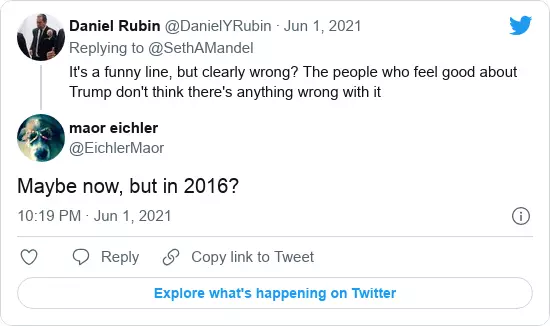 Daniel Rubin @DanielYRubin · Jun 1, 2021
Replying to @SethAMandel
It's a funny line, but clearly wrong? The people who feel good about
Trump don't think there's anything wrong with it
maor eichler
@EichlerMaor
Maybe now, but in 2016?
10:19 PM · Jun 1, 2021
Reply
Copy link to Tweet
Explore what's happening on Twitter